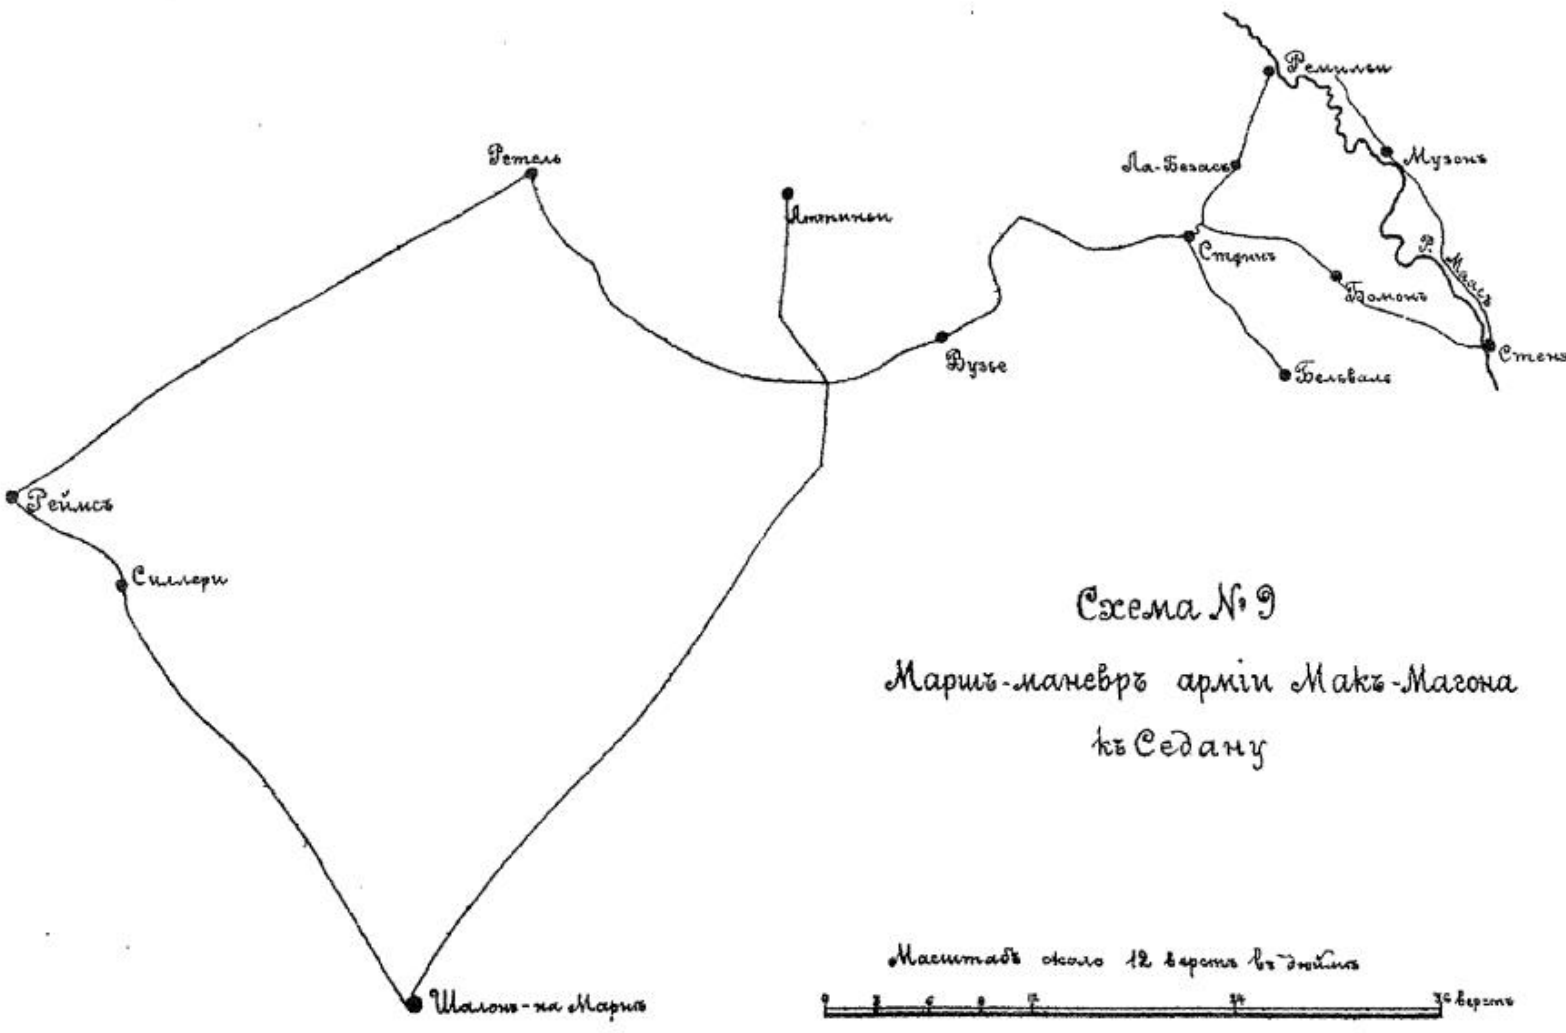 Ремильи
Ретель
Ла-Безасъ
Музонъ
Аттиньи
Стоннъ
Р. Маасъ
Бомонъ
Вузье
Бельваль
Стенэ
Реймсъ
Силлери
Схема № 9
Маршъ-маневръ арміи Макъ-Магона
къ Седану
Масштабъ около 12 верстъ въ дюймѣ
Шалонъ-на Марнѣ
0 3 6 9 12 24 36 верстъ